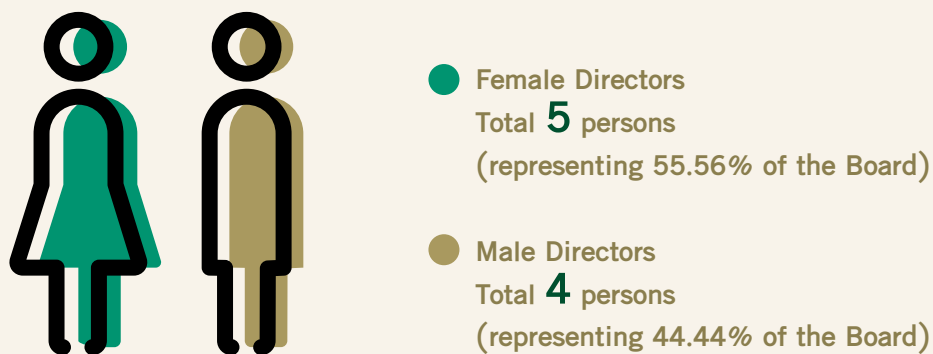 Female Directors
Total 5 persons
(representing 55.56% of the Board)
Male Directors
Total 4 persons
(representing 44.44% of the Board)